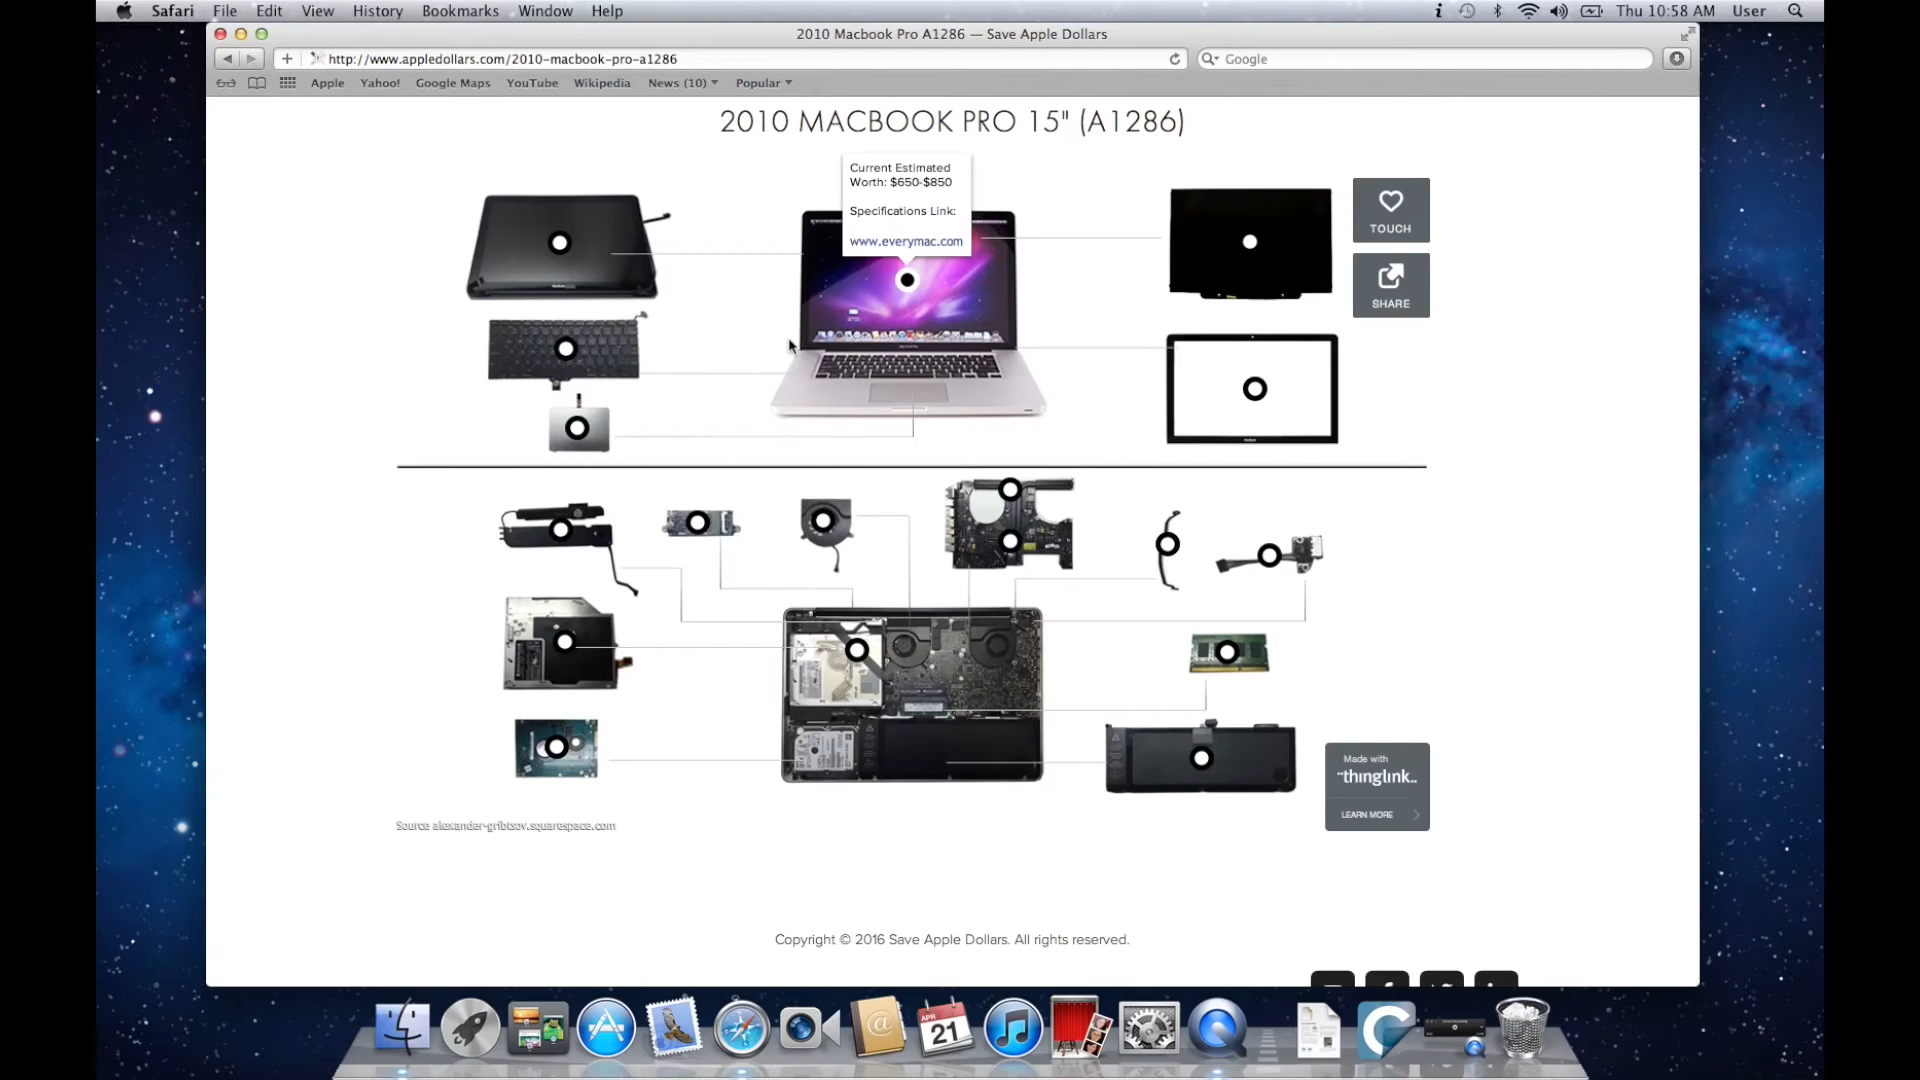 Safari File Edit View History Bookmarks Window Help
Thu 10:58 AM User
2010 Macbook Pro A1286 — Save Apple Dollars
http://www.appledollars.com/2010-macbook-pro-a1286
Google
Apple Yahoo! Google Maps YouTube Wikipedia News (10) Popular
2010 MACBOOK PRO 15" (A1286)
Current Estimated
Worth: $650-$850
Specifications Link:
www.everymac.com
TOUCH
SHARE
Made with
thinglink..
LEARN MORE
Source alexander-gribtsov.squarespace.com
Copyright © 2016 Save Apple Dollars. All rights reserved.
APR
21